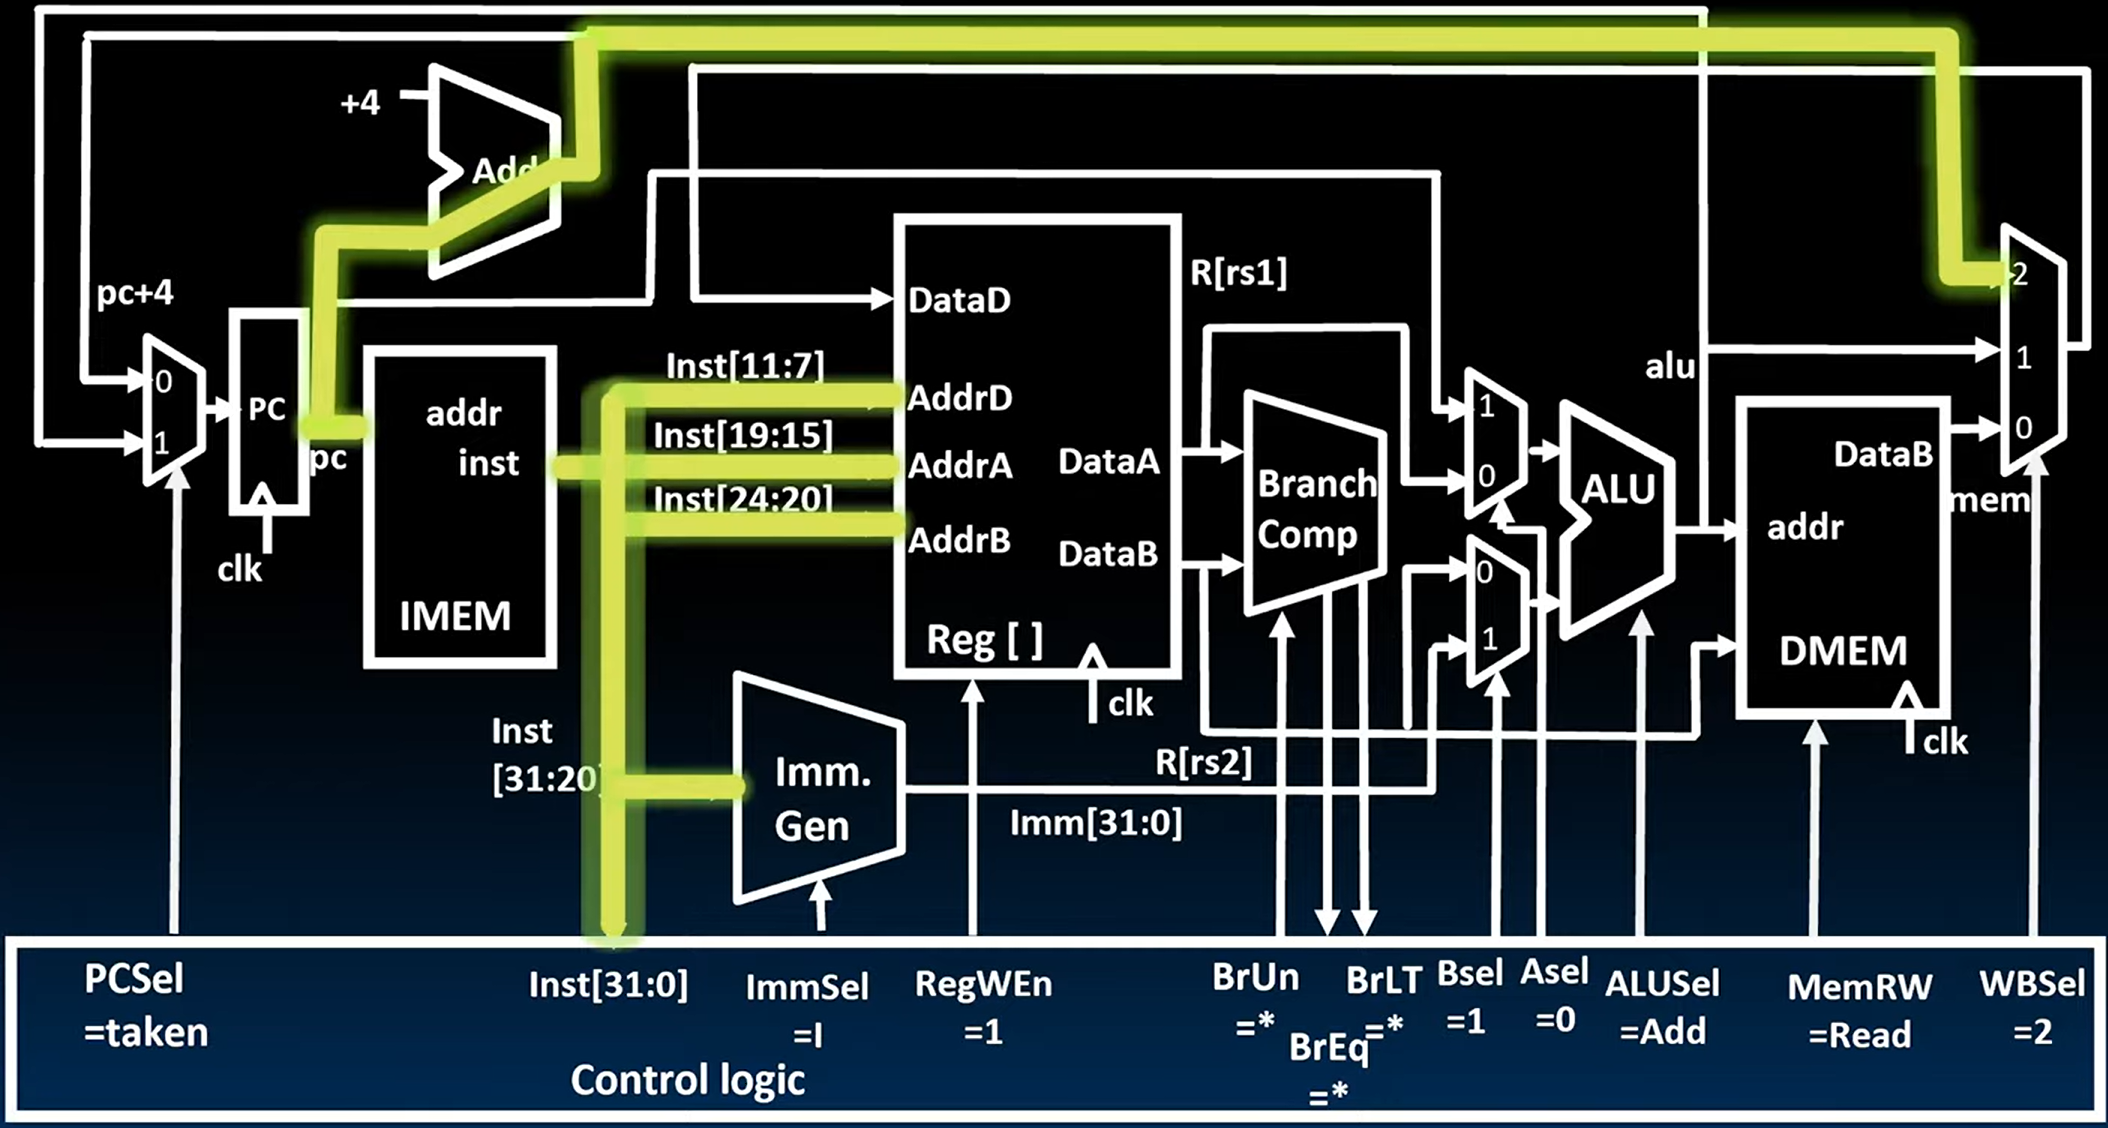 +4
Add
pc+4
0
1
PC
clk
pc
addr
inst
IMEM
Inst[11:7]
Inst[19:15]
Inst[24:20]
Inst
[31:20]
DataD
AddrD
AddrA
AddrB
DataA
DataB
Reg [ ]
clk
Imm.
Gen
R[rs1]
R[rs2]
Imm[31:0]
Branch
Comp
1
0
0
1
ALU
alu
DataB
addr
DMEM
clk
mem
2
1
0
PCSel
=taken
Inst[31:0]
ImmSel
=I
RegWEn
=1
BrUn
=*
BrEq
=*
BrLT
=*
Bsel
=1
Asel
=0
ALUSel
=Add
MemRW
=Read
WBSel
=2
Control logic